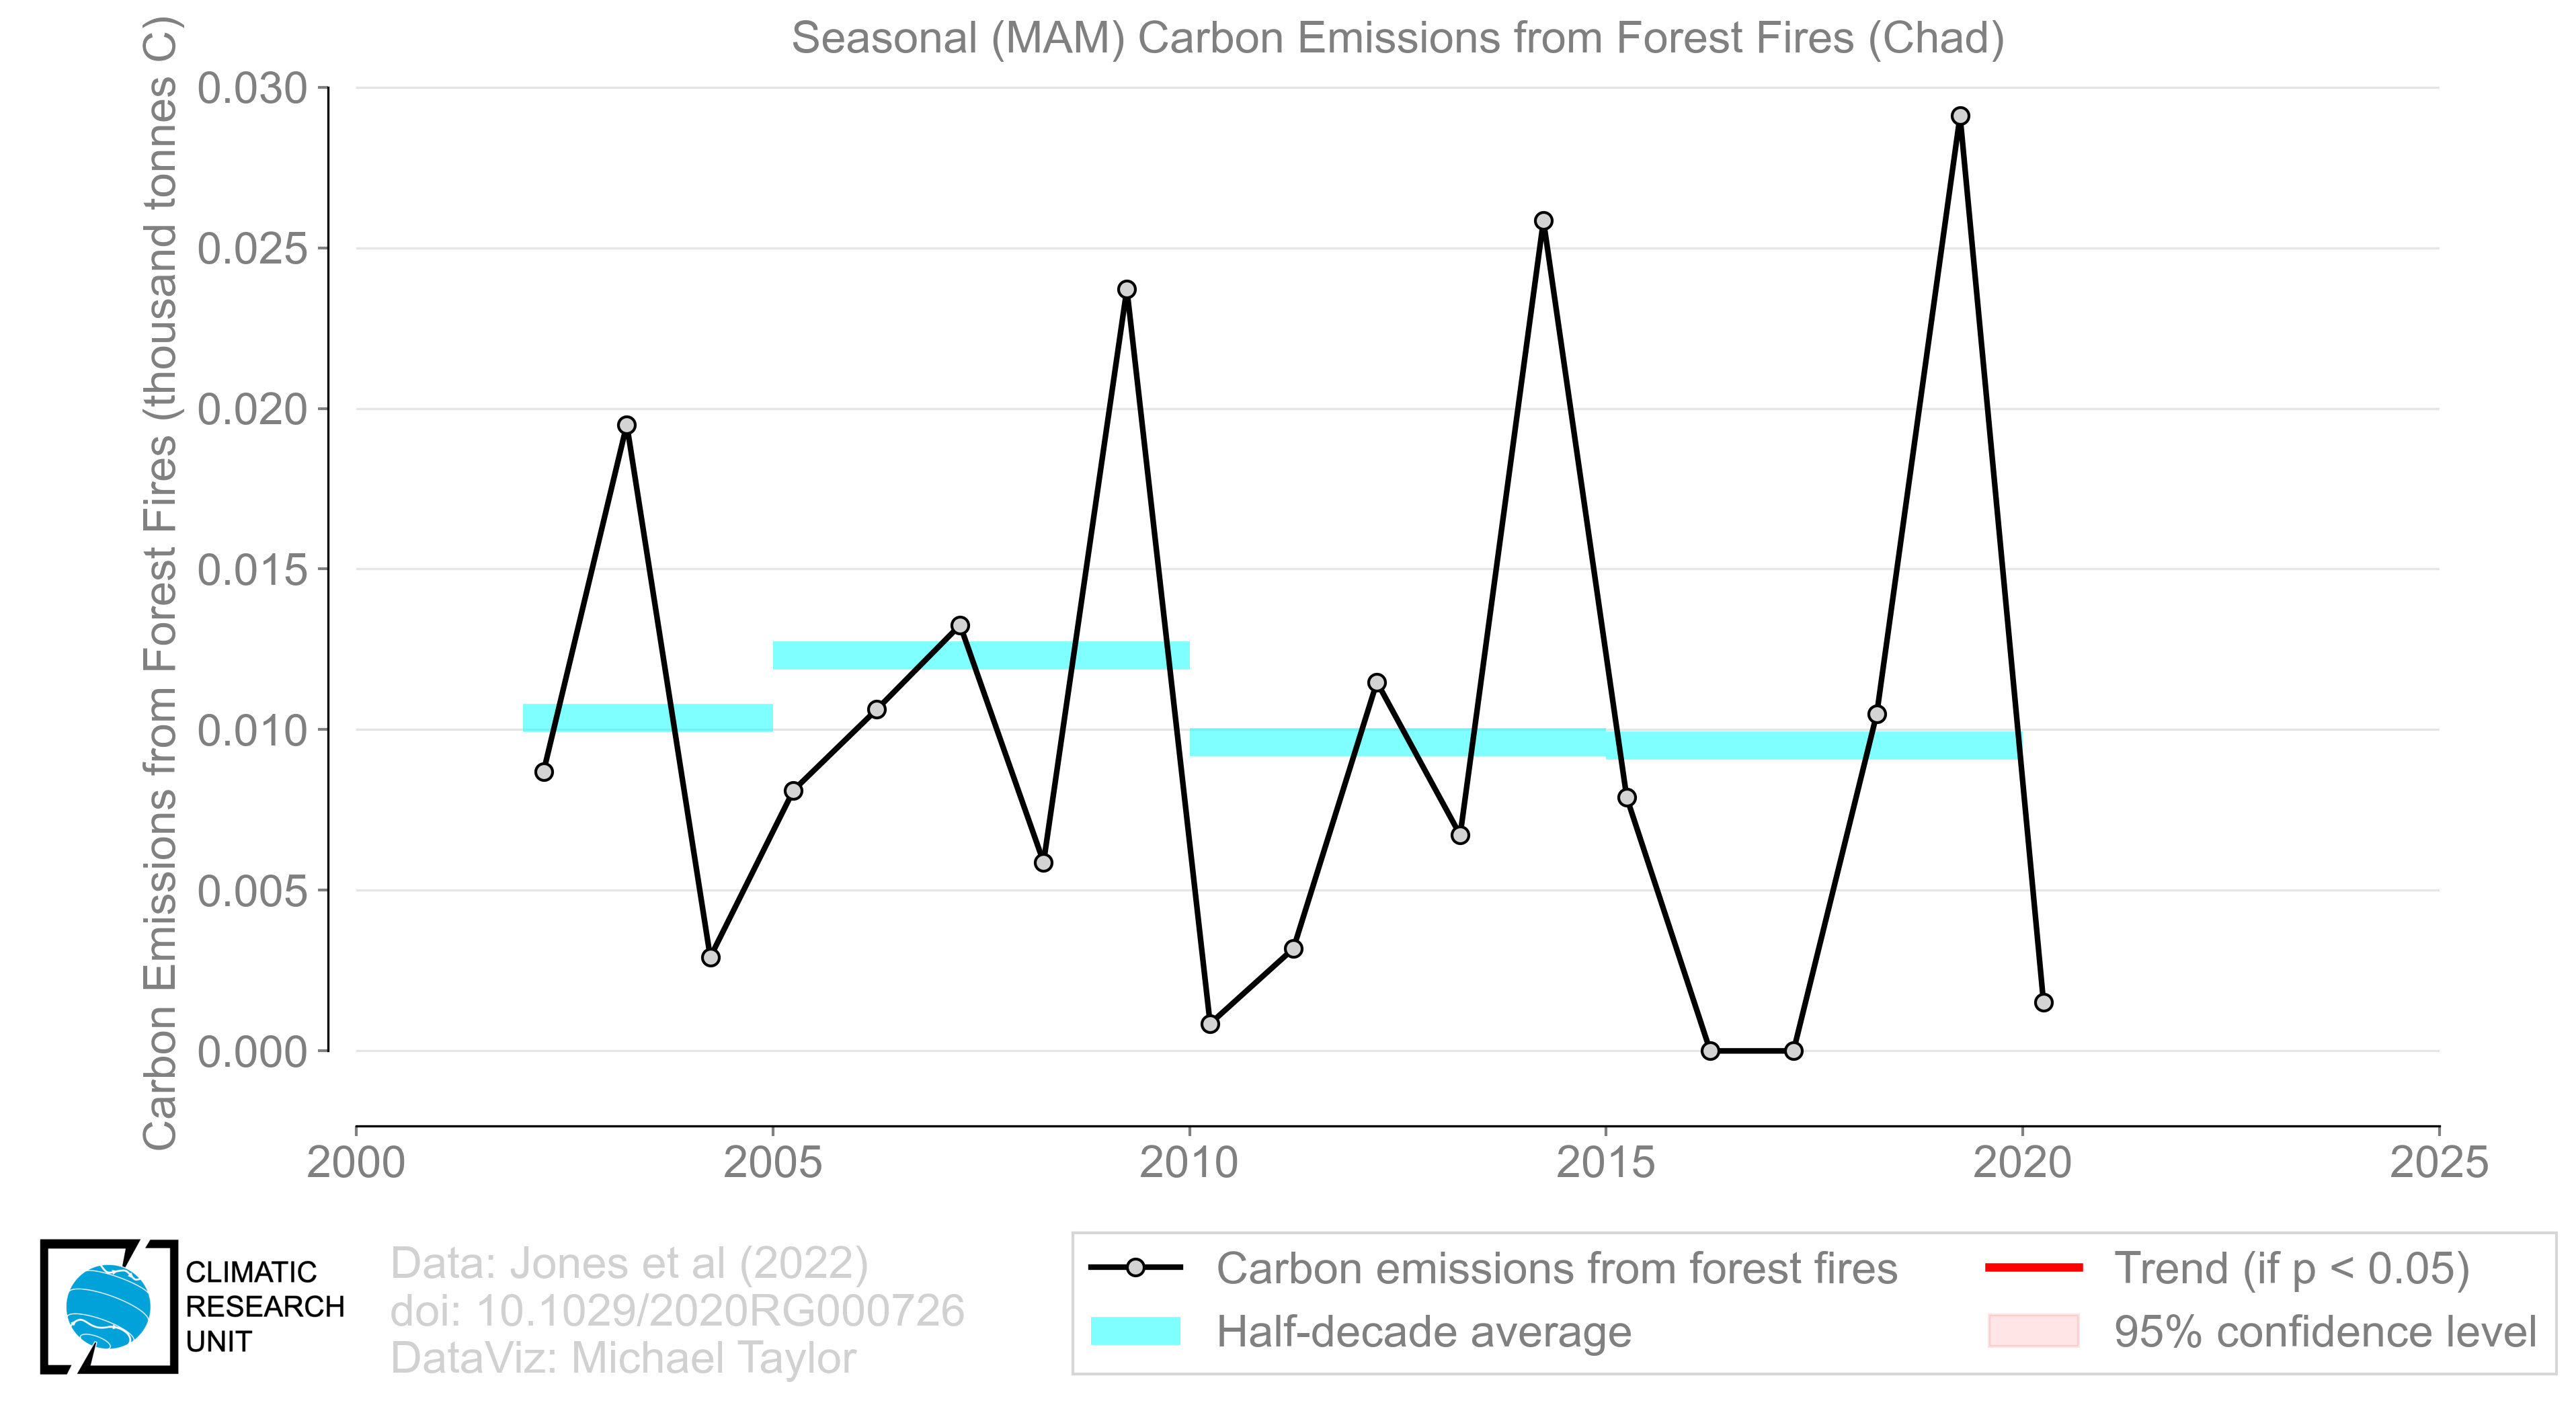 Seasonal (MAM) Carbon Emissions from Forest Fires (Chad)
Carbon Emissions from Forest Fires (thousand tonnes C)
0.030
0.025
0.020
0.015
0.010
0.005
0.000
2000 2005 2010 2015 2020 2025
CLIMATIC
RESEARCH
UNIT
Data: Jones et al (2022)
doi: 10.1029/2020RG000726
DataViz: Michael Taylor
Carbon emissions from forest fires
Half-decade average
Trend (if p < 0.05)
95% confidence level